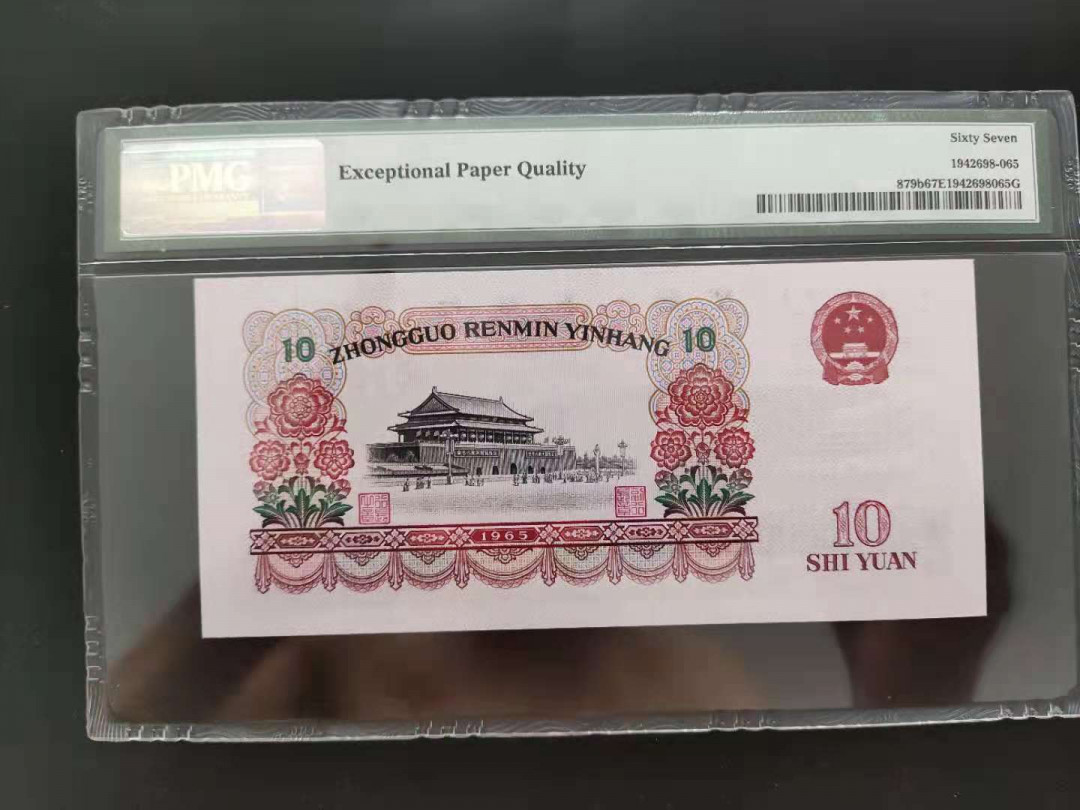 PMG
Exceptional Paper Quality
Sixty Seven
1942698-065
879b67E1942698065G
10 ZHONGGUO RENMIN YINHANG 10
1965
10
SHI YUAN